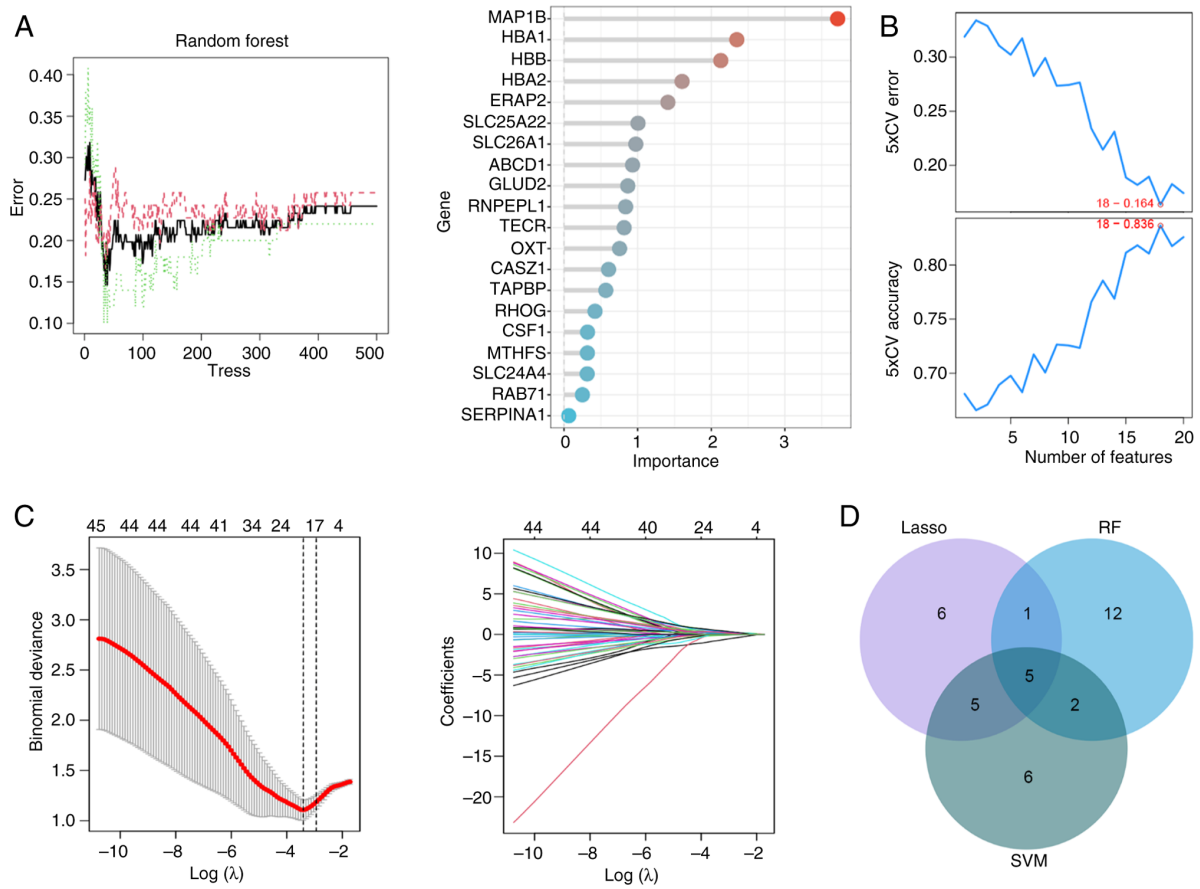 A
Random forest
0.40
0.35
0.30
0.25
0.20
0.15
0.10
Error
0 100 200 300 400 500
Tress
MAP1B
HBA1
HBB
HBA2
ERAP2
SLC25A22
SLC26A1
ABCD1
GLUD2
RNPEPL1
TECR
OXT
CASZ1
TAPBP
RHOG
CSF1
MTHFS
SLC24A4
RAB71
SERPINA1
Gene
0 1 2 3
Importance
B
0.30
0.25
0.20
5xCV error
18 − 0.164
18 − 0.836
0.80
0.75
0.70
5xCV accuracy
5 10 15 20
Number of features
C
45 44 44 44 41 34 24 17 4
3.5
3.0
2.5
2.0
1.5
1.0
Binomial deviance
−10 −8 −6 −4 −2
Log (λ)
44 44 40 24 4
10
5
0
−5
−10
−15
−20
Coefficients
−10 −8 −6 −4 −2
Log (λ)
D
Lasso RF
6 1 12
5
5 2
6
SVM